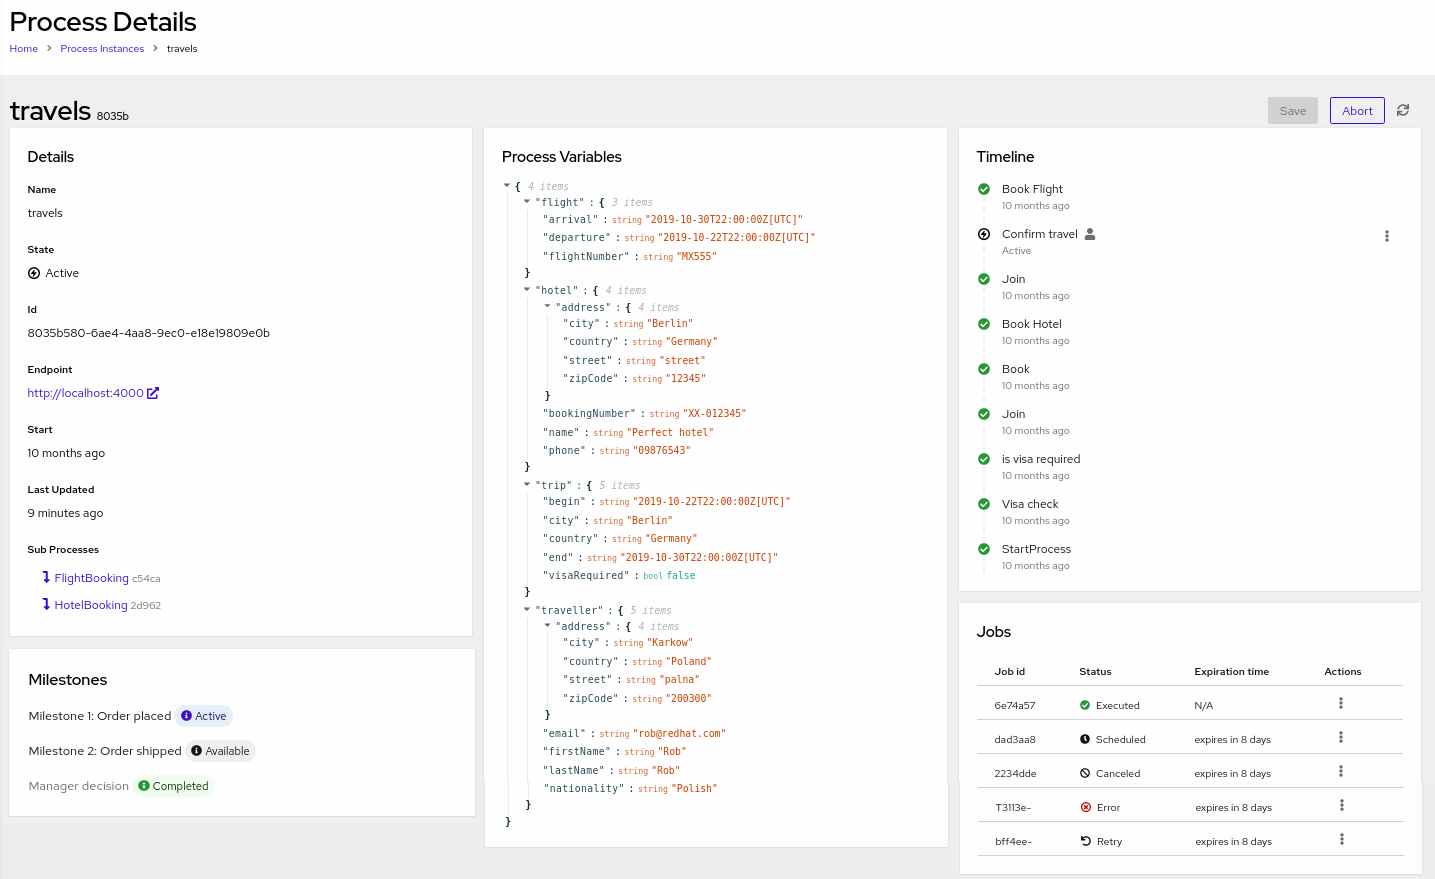 Process Details
Home > Process Instances > travels
travels 8035b
Save
Abort
Details
Name
travels
State
Active
Id
8035b580-6ae4-4aa8-9ec0-e18e19809e0b
Endpoint
http://localhost:4000
Start
10 months ago
Last Updated
9 minutes ago
Sub Processes
FlightBooking c54ca
HotelBooking 2d962
Milestones
Milestone 1: Order placed Active
Milestone 2: Order shipped Available
Manager decision Completed
Process Variables
{ 4 items
"flight" : { 3 items
"arrival" : string "2019-10-30T22:00:00Z[UTC]"
"departure" : string "2019-10-22T22:00:00Z[UTC]"
"flightNumber" : string "MX555"
}
"hotel" : { 4 items
"address" : { 4 items
"city" : string "Berlin"
"country" : string "Germany"
"street" : string "street"
"zipCode" : string "12345"
}
"bookingNumber" : string "XX-012345"
"name" : string "Perfect hotel"
"phone" : string "09876543"
}
"trip" : { 5 items
"begin" : string "2019-10-22T22:00:00Z[UTC]"
"city" : string "Berlin"
"country" : string "Germany"
"end" : string "2019-10-30T22:00:00Z[UTC]"
"visaRequired" : bool false
}
"traveller" : { 5 items
"address" : { 4 items
"city" : string "Karkow"
"country" : string "Poland"
"street" : string "palna"
"zipCode" : string "200300"
}
"email" : string "rob@redhat.com"
"firstName" : string "Rob"
"lastName" : string "Rob"
"nationality" : string "Polish"
}
}
Timeline
Book Flight
10 months ago
Confirm travel
Active
Join
10 months ago
Book Hotel
10 months ago
Book
10 months ago
Join
10 months ago
is visa required
10 months ago
Visa check
10 months ago
StartProcess
10 months ago
Jobs
Job id Status Expiration time Actions
6e74a57 Executed N/A
dad3aa8 Scheduled expires in 8 days
2234dde Canceled expires in 8 days
T3113e- Error expires in 8 days
bff4ee- Retry expires in 8 days